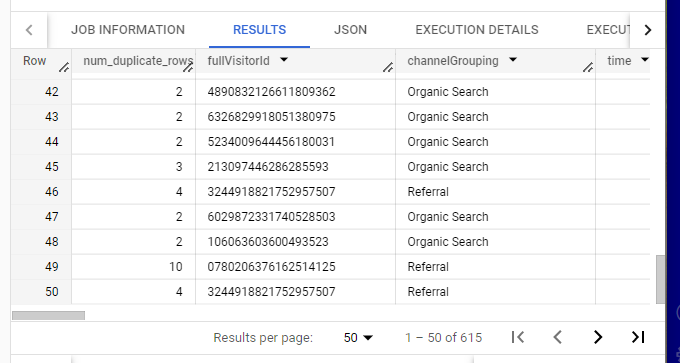 JOB INFORMATION RESULTS JSON EXECUTION DETAILS EXECUT
Row num_duplicate_rows fullVisitorId channelGrouping time
42 2 4890832126611809362 Organic Search
43 2 6326829918051380975 Organic Search
44 2 5234009644456180031 Organic Search
45 3 213097446286285593 Organic Search
46 4 3244918821752957507 Referral
47 2 6029872331740528503 Organic Search
48 2 106063603600493523 Organic Search
49 10 0780206376162514125 Referral
50 4 3244918821752957507 Referral
Results per page: 50 1 – 50 of 615